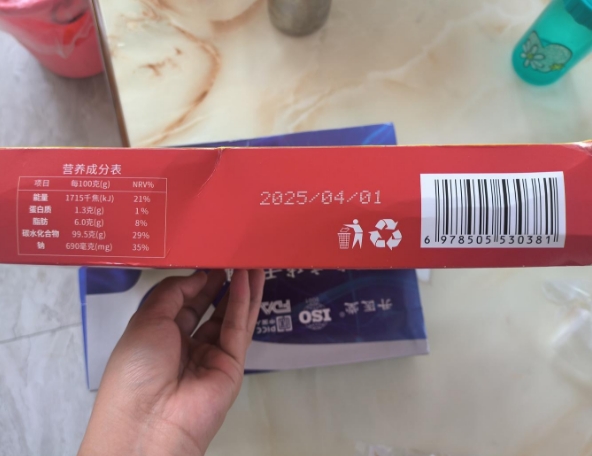 营养成分表
项目 每100克(g) NRV%
能量 1715千焦(kJ) 21%
蛋白质 1.3克(g) 1%
脂肪 6.0克(g) 8%
碳水化合物 99.5克(g) 29%
钠 690毫克(mg) 35%
2025/04/01
6 978505 530381
ISO
FDA
PICC